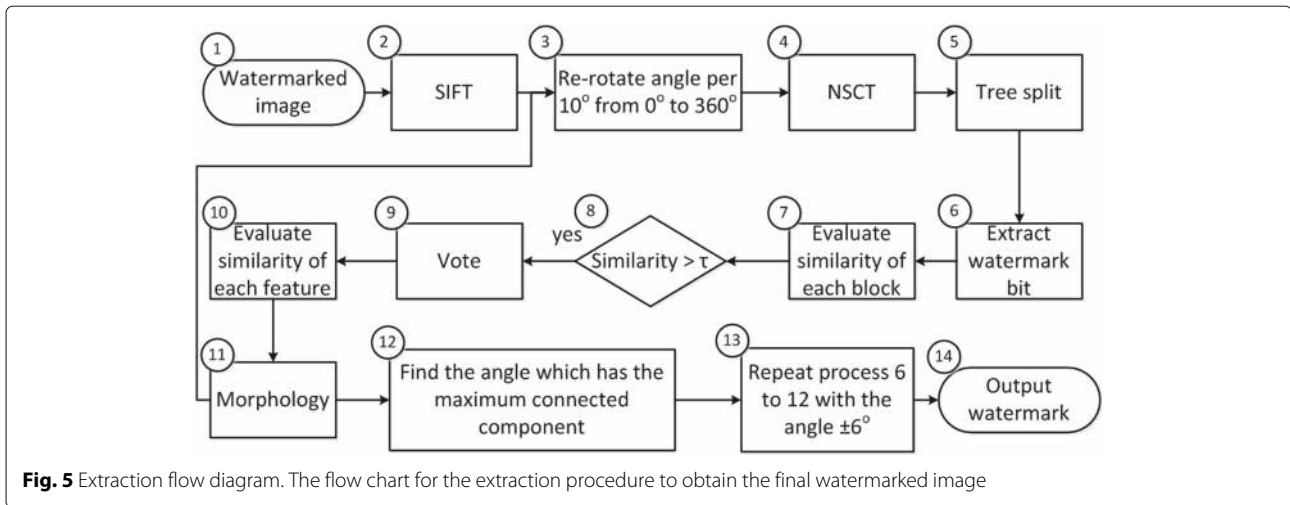 1
Watermarked
image
2
SIFT
3
Re-rotate angle per
10° from 0° to 360°
4
NSCT
5
Tree split
6
Extract
watermark
bit
7
Evaluate
similarity of
each block
8
yes
Similarity > τ
9
Vote
10
Evaluate
similarity of
each feature
11
Morphology
12
Find the angle which has the
maximum connected
component
13
Repeat process 6
to 12 with the
angle ±6°
14
Output
watermark
Fig. 5 Extraction flow diagram. The flow chart for the extraction procedure to obtain the final watermarked image